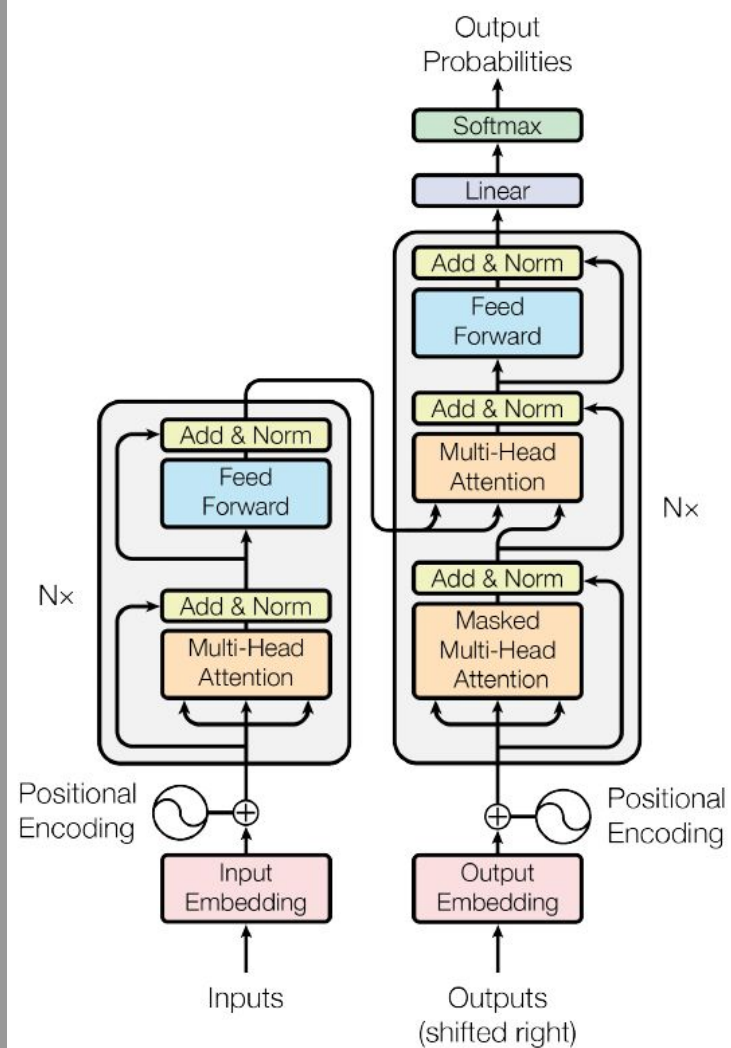 Output
Probabilities
Softmax
Linear
Add & Norm
Feed
Forward
Add & Norm
Multi-Head
Attention
Add & Norm
Masked
Multi-Head
Attention
Nx
Add & Norm
Feed
Forward
Add & Norm
Multi-Head
Attention
Nx
Positional
Encoding
Positional
Encoding
Input
Embedding
Output
Embedding
Inputs
Outputs
(shifted right)